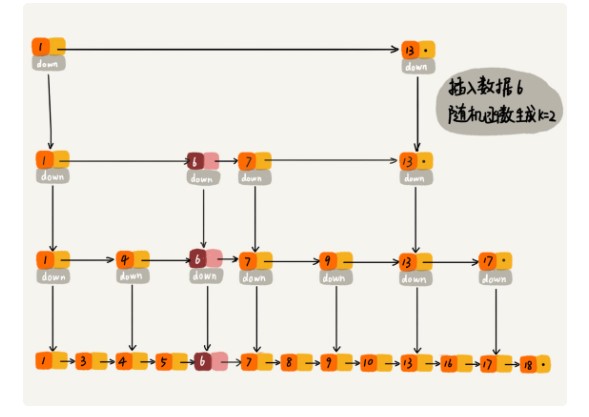 1 13
down down
插入数据6
随机函数生成K=2
1 6 7 13
down down down down
1 4 6 7 9 13 17
down down down down down down down
1 3 4 5 6 7 8 9 10 13 16 17 18